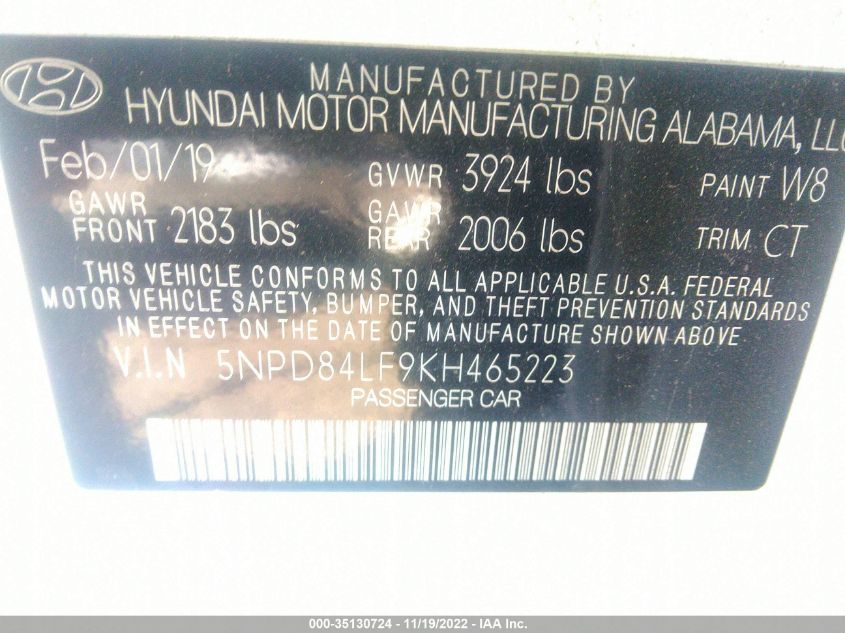 MANUFACTURED BY
HYUNDAI MOTOR MANUFACTURING ALABAMA, LLC
Feb/01/19 GVWR 3924 lbs PAINT W8
GAWR FRONT 2183 lbs GAWR REAR 2006 lbs TRIM CT
THIS VEHICLE CONFORMS TO ALL APPLICABLE U.S.A. FEDERAL
MOTOR VEHICLE SAFETY, BUMPER, AND THEFT PREVENTION STANDARDS
IN EFFECT ON THE DATE OF MANUFACTURE SHOWN ABOVE
V.I.N 5NPD84LF9KH465223
PASSENGER CAR
000-35130724 - 11/19/2022 - IAA Inc.